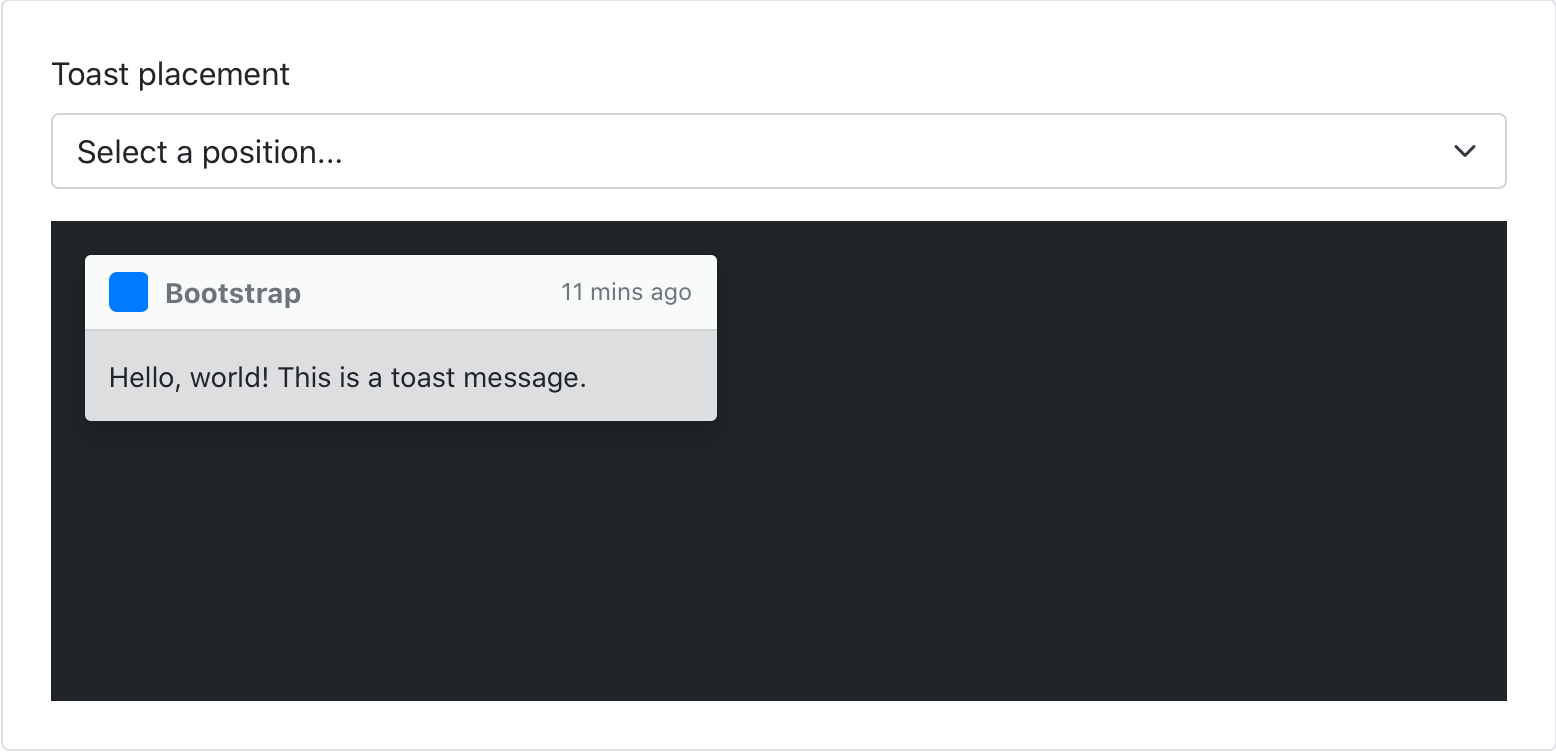 Toast placement
Select a position...
Bootstrap 11 mins ago
Hello, world! This is a toast message.